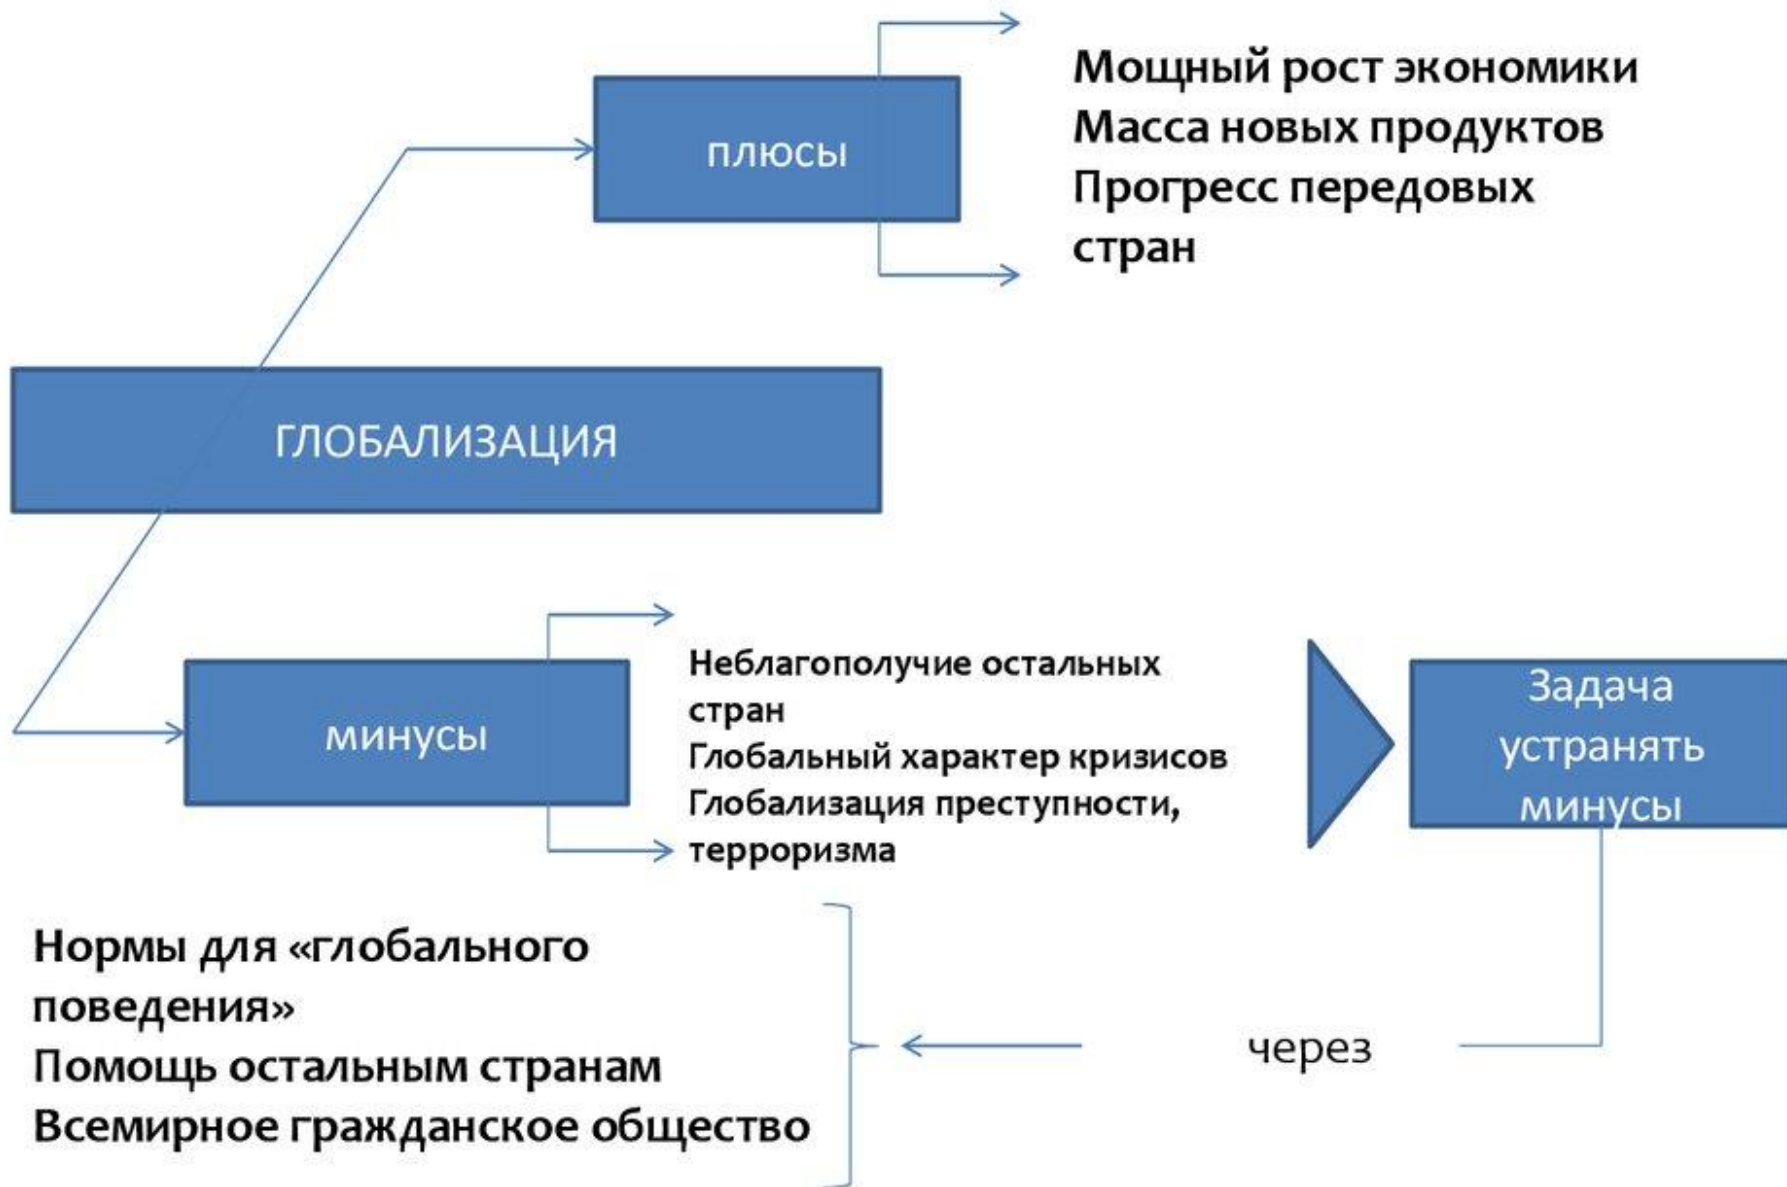 Мощный рост экономики
Масса новых продуктов
Прогресс передовых
стран
плюсы
ГЛОБАЛИЗАЦИЯ
минусы
Неблагополучие остальных
стран
Глобальный характер кризисов
Глобализация преступности,
терроризма
Задача
устранять
минусы
через
Нормы для «глобального
поведения»
Помощь остальным странам
Всемирное гражданское общество